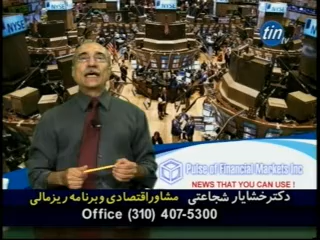 NYSE
NYSE
tin
Pulse of Financial Markets Inc
NEWS THAT YOU CAN USE !
دکتر خشایار شجاعتی مشاور اقتصادی و برنامه ریز مالی
Office (310) 407-5300